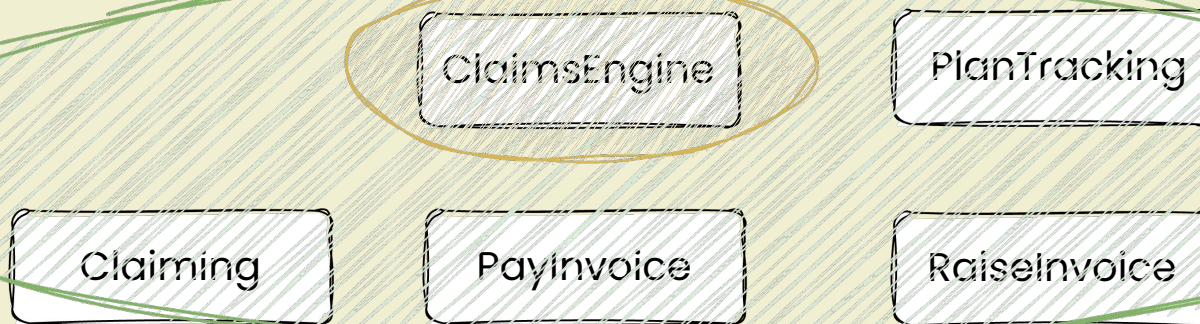 ClaimsEngine
PlanTracking
Claiming
PayInvoice
RaiseInvoice